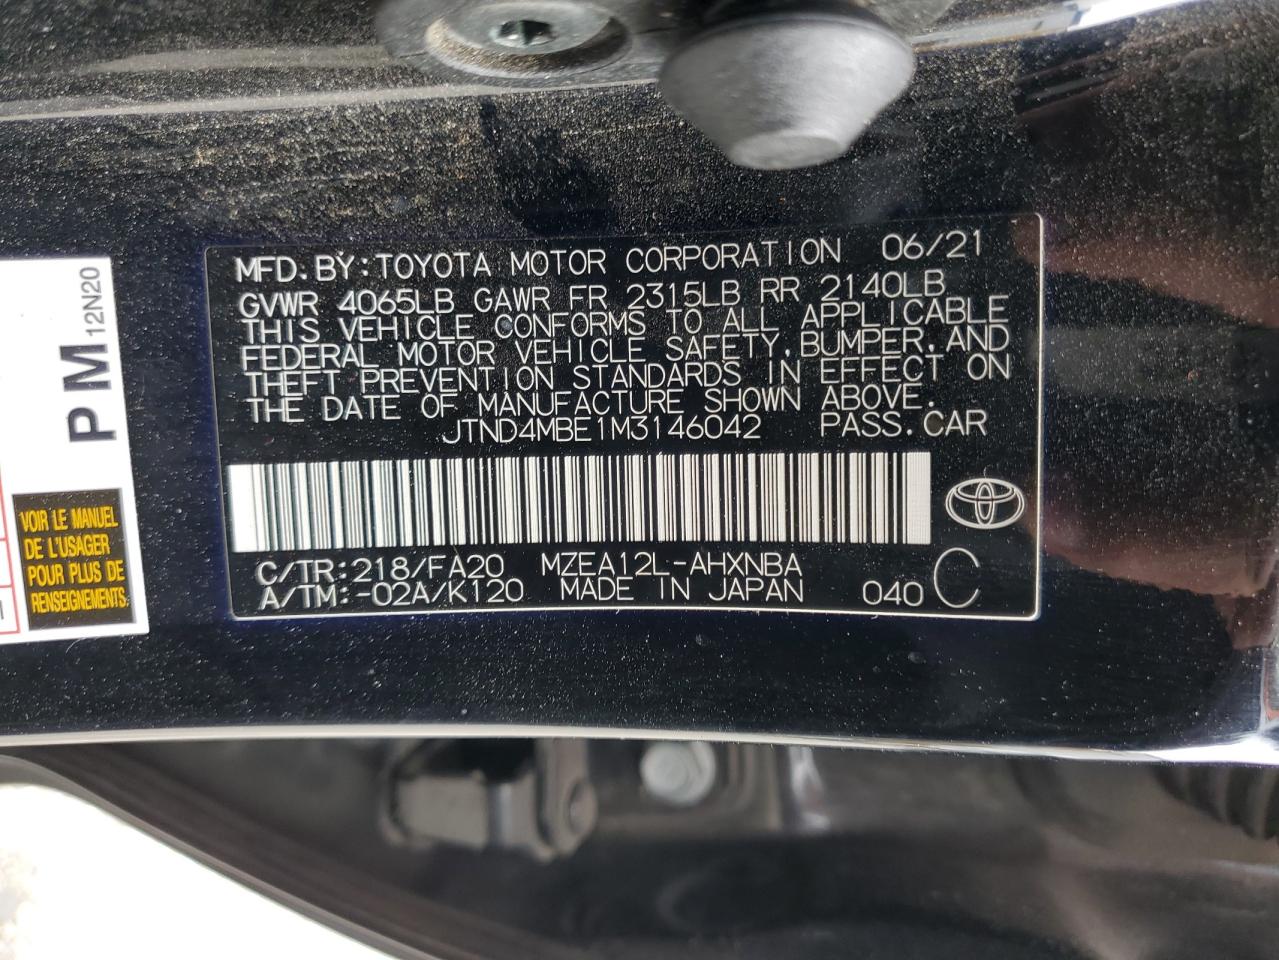 MFD. BY: TOYOTA MOTOR CORPORATION 06/21
GVWR 4065LB GAWR FR 2315LB RR 2140LB
THIS VEHICLE CONFORMS TO ALL APPLICABLE
FEDERAL MOTOR VEHICLE SAFETY, BUMPER, AND
THEFT PREVENTION STANDARDS IN EFFECT ON
THE DATE OF MANUFACTURE SHOWN ABOVE.
JTND4MBE1M3146042 PASS. CAR
C/TR: 218/FA20 MZEA12L-AHXNBA
A/TM: -02A/K120 MADE IN JAPAN 040 C
PM 12N20
VOIR LE MANUEL
DE L'USAGER
POUR PLUS DE
RENSEIGNEMENTS.